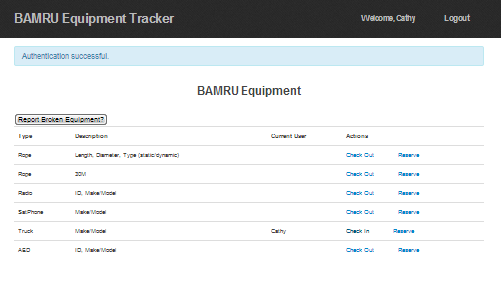 BAMRU Equipment Tracker Welcome, Cathy Logout
Authentication successful.
BAMRU Equipment
Report Broken Equipment?
Type Description Current User Actions
Rope Length, Diameter, Type (static/dynamic) Check Out Reserve
Rope 20M Check Out Reserve
Radio ID, Make/Model Check Out Reserve
SatPhone Make/Model Check Out Reserve
Truck Make/Model Cathy Check In Reserve
AED ID, Make/Model Check Out Reserve